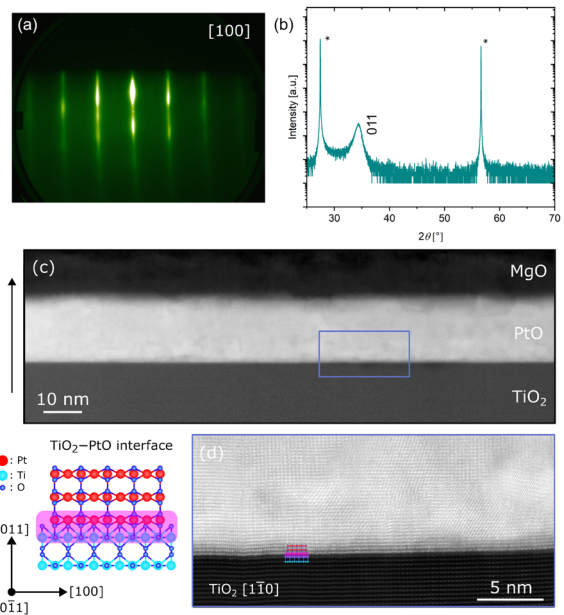 (a)
[100]
(b)
Intensity [a.u.]
*
011
*
30 40 50 60 70
2θ [°]
(c)
MgO
PtO
TiO₂
10 nm
TiO₂–PtO interface
: Pt
: Ti
: O
011]
[100]
01̄1]
(d)
TiO₂ [11̄0]
5 nm